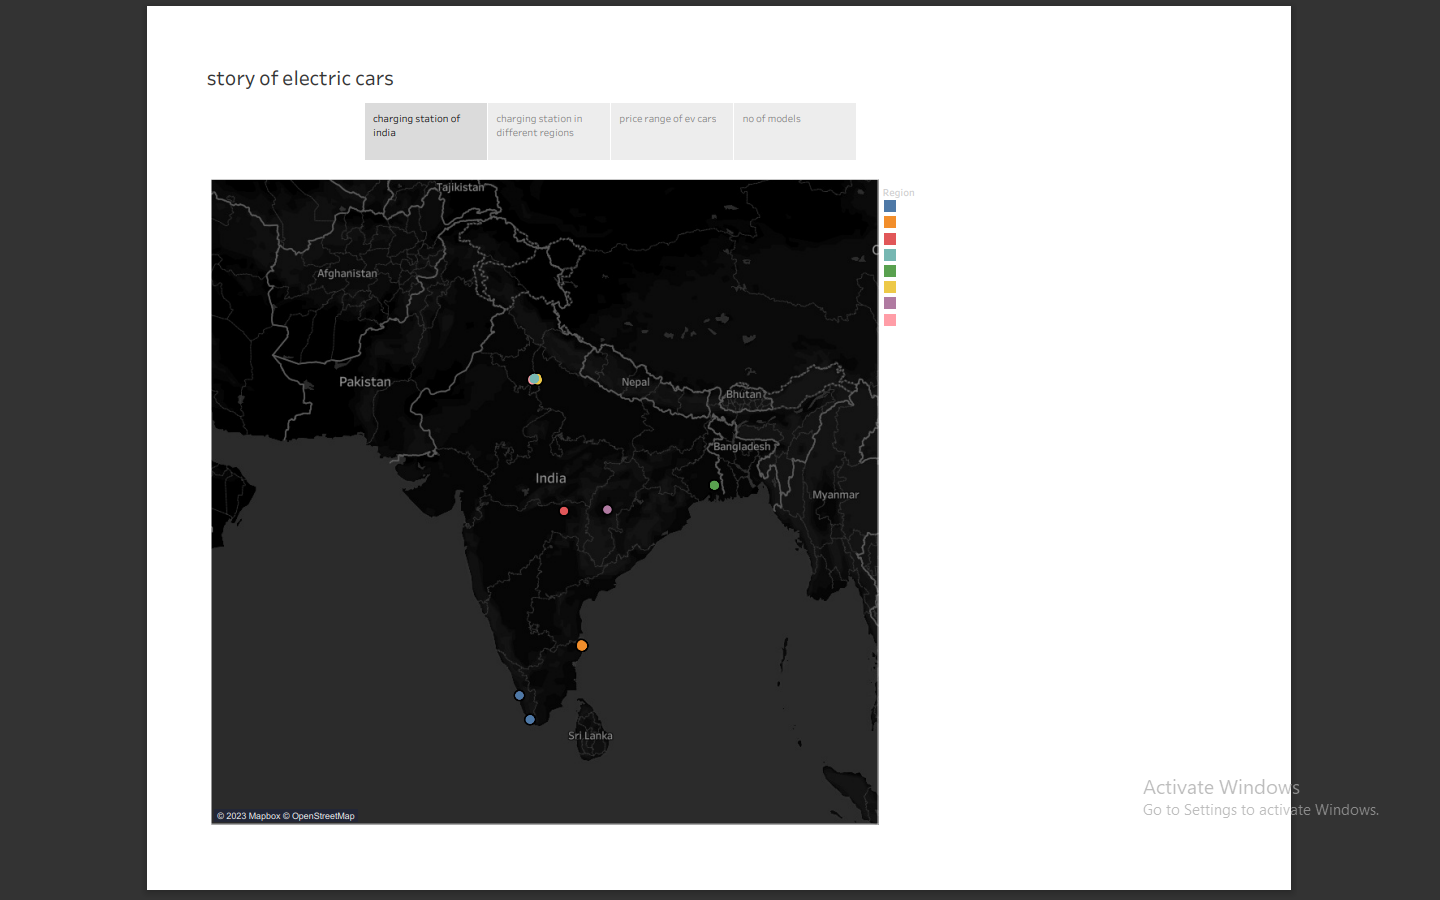 story of electric cars
charging station of
india
charging station in
different regions
price range of ev cars
no of models
Region
Tajikistan
Afghanistan
Pakistan
Nepal
Bhutan
Bangladesh
India
Myanmar
Sri Lanka
© 2023 Mapbox © OpenStreetMap
Activate Windows
Go to Settings to activate Windows.